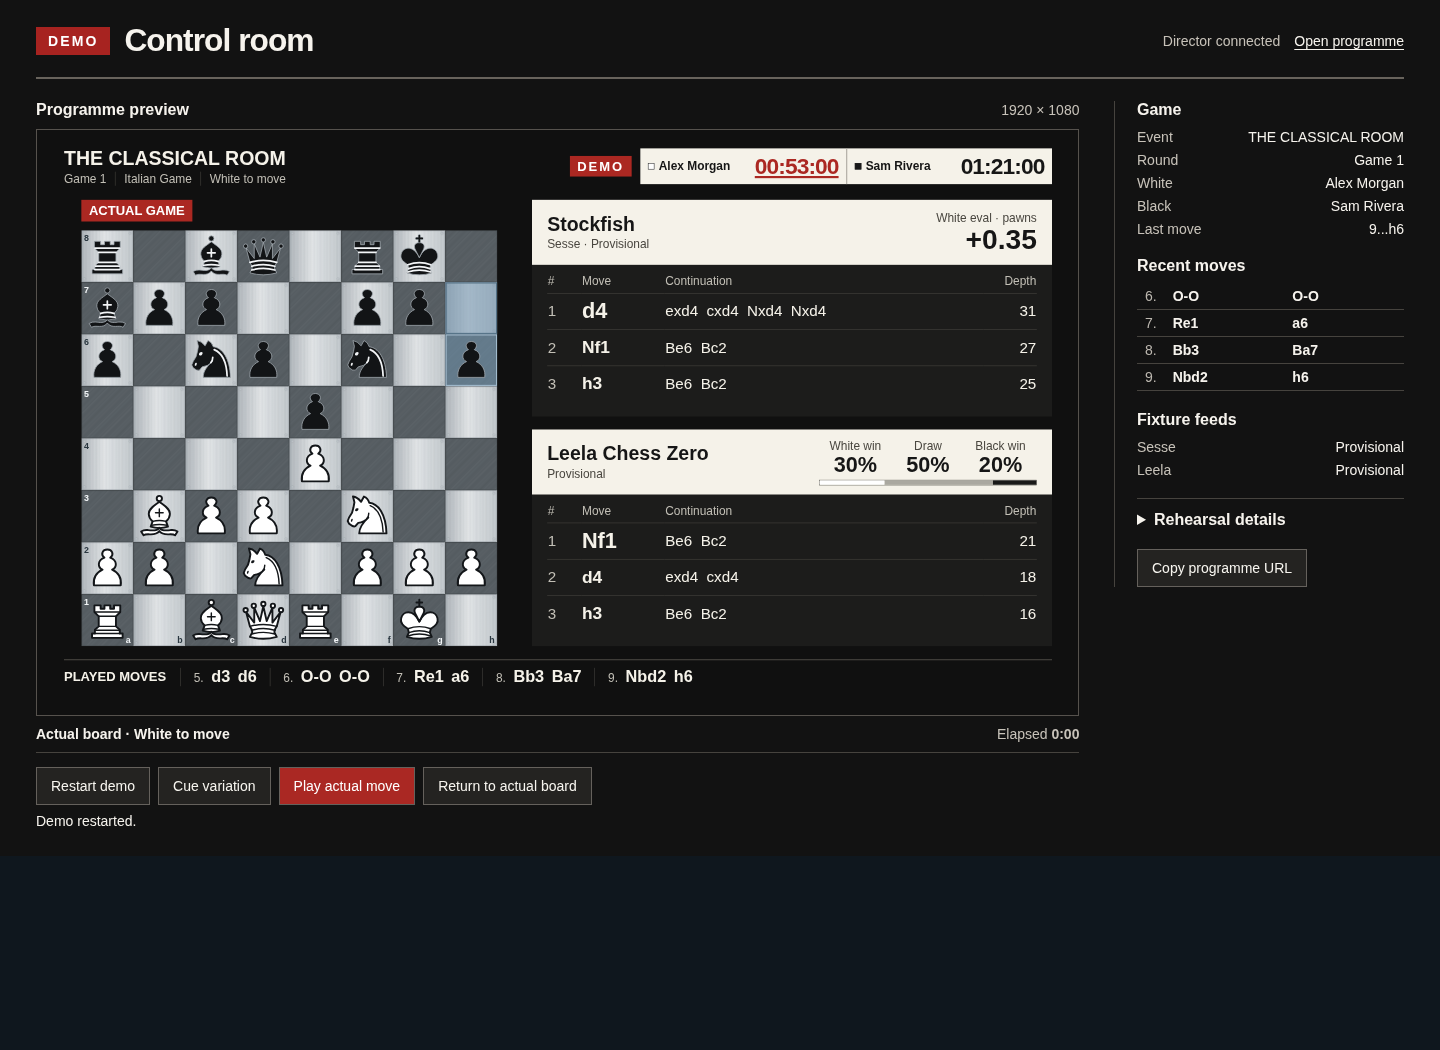 DEMO Control room
Director connected Open programme
Programme preview 1920 × 1080
THE CLASSICAL ROOM
Game 1 Italian Game White to move
DEMO Alex Morgan 00:53:00 Sam Rivera 01:21:00
ACTUAL GAME
8
7
6
5
4
3
2
1
a b c d e f g h
Stockfish
Sesse · Provisional
White eval · pawns
+0.35
# Move Continuation Depth
1 d4 exd4 cxd4 Nxd4 Nxd4 31
2 Nf1 Be6 Bc2 27
3 h3 Be6 Bc2 25
Leela Chess Zero
Provisional
White win Draw Black win
30% 50% 20%
# Move Continuation Depth
1 Nf1 Be6 Bc2 21
2 d4 exd4 cxd4 18
3 h3 Be6 Bc2 16
PLAYED MOVES 5. d3 d6 6. O-O O-O 7. Re1 a6 8. Bb3 Ba7 9. Nbd2 h6
Actual board · White to move Elapsed 0:00
Restart demo Cue variation Play actual move Return to actual board
Demo restarted.
Game
Event THE CLASSICAL ROOM
Round Game 1
White Alex Morgan
Black Sam Rivera
Last move 9...h6
Recent moves
6. O-O O-O
7. Re1 a6
8. Bb3 Ba7
9. Nbd2 h6
Fixture feeds
Sesse Provisional
Leela Provisional
Rehearsal details
Copy programme URL